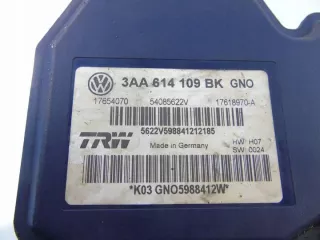 3AA 614 109 BK GNO
17654070 54085622V 17618970-A
5622V598841212185
TRW
Made in Germany
HW: H07
SW: 0024
*K03 GNO5988412W*